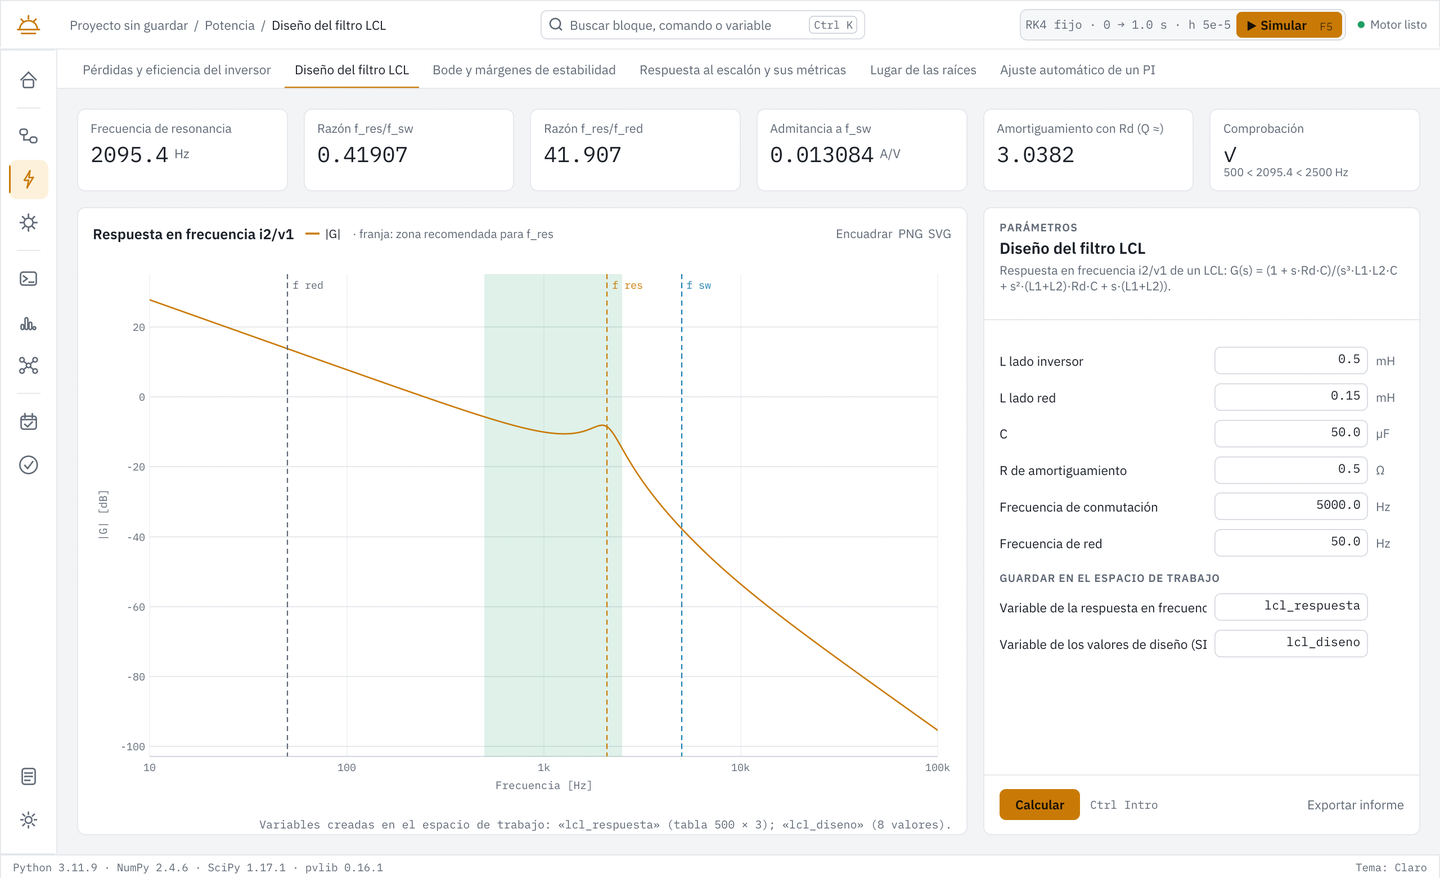 Proyecto sin guardar / Potencia / Diseño del filtro LCL
Buscar bloque, comando o variable
Ctrl K
RK4 fijo · 0 → 1.0 s · h 5e-5
▶ Simular F5
Motor listo
Pérdidas y eficiencia del inversor
Diseño del filtro LCL
Bode y márgenes de estabilidad
Respuesta al escalón y sus métricas
Lugar de las raíces
Ajuste automático de un PI
Frecuencia de resonancia
2095.4 Hz
Razón f_res/f_sw
0.41907
Razón f_res/f_red
41.907
Admitancia a f_sw
0.013084 A/V
Amortiguamiento con Rd (Q ≈)
3.0382
Comprobación
√
500 < 2095.4 < 2500 Hz
Respuesta en frecuencia i2/v1
|G|
· franja: zona recomendada para f_res
Encuadrar PNG SVG
f red
f res
f sw
20
0
-20
-40
-60
-80
-100
|G| [dB]
10
100
1k
10k
100k
Frecuencia [Hz]
Variables creadas en el espacio de trabajo: «lcl_respuesta» (tabla 500 × 3); «lcl_diseno» (8 valores).
PARÁMETROS
Diseño del filtro LCL
Respuesta en frecuencia i2/v1 de un LCL: G(s) = (1 + s·Rd·C)/(s³·L1·L2·C
+ s²·(L1+L2)·Rd·C + s·(L1+L2)).
L lado inversor 0.5 mH
L lado red 0.15 mH
C 50.0 µF
R de amortiguamiento 0.5 Ω
Frecuencia de conmutación 5000.0 Hz
Frecuencia de red 50.0 Hz
GUARDAR EN EL ESPACIO DE TRABAJO
Variable de la respuesta en frecuenc lcl_respuesta
Variable de los valores de diseño (SI lcl_diseno
Calcular Ctrl Intro
Exportar informe
Python 3.11.9 · NumPy 2.4.6 · SciPy 1.17.1 · pvlib 0.16.1
Tema: Claro